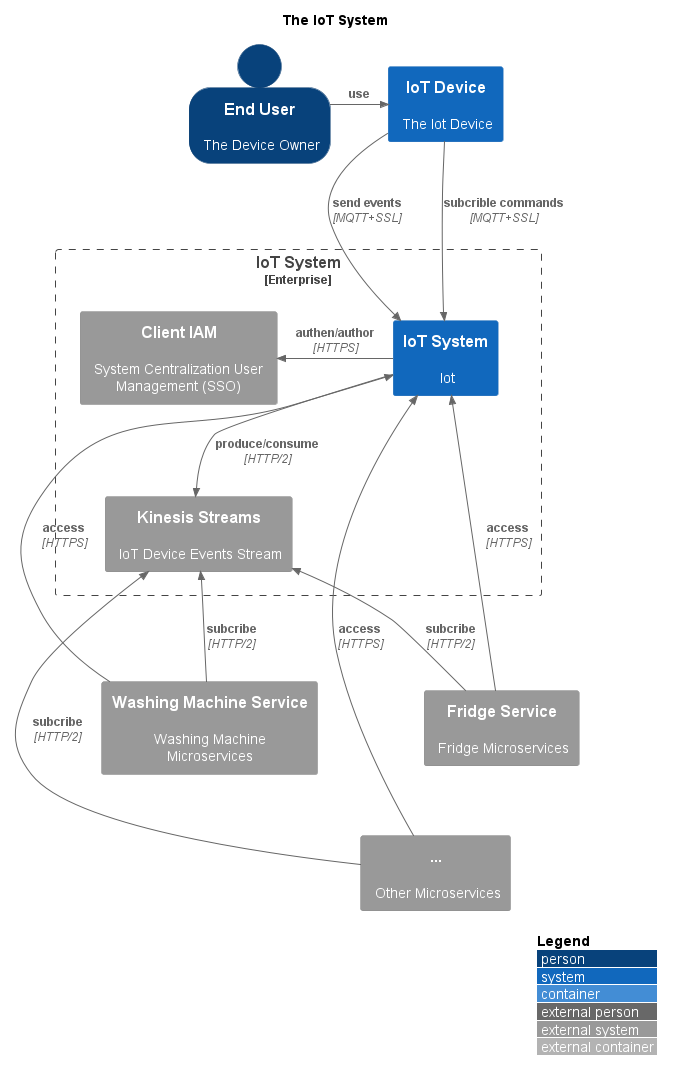 The IoT System
End User
The Device Owner
use
IoT Device
The Iot Device
send events
[MQTT+SSL]
subcrible commands
[MQTT+SSL]
IoT System
[Enterprise]
Client IAM
System Centralization User
Management (SSO)
authen/author
[HTTPS]
IoT System
Iot
produce/consume
[HTTP/2]
Kinesis Streams
IoT Device Events Stream
access
[HTTPS]
access
[HTTPS]
subcribe
[HTTP/2]
access
[HTTPS]
subcribe
[HTTP/2]
subcribe
[HTTP/2]
Washing Machine Service
Washing Machine
Microservices
Fridge Service
Fridge Microservices
...
Other Microservices
Legend
person
system
container
external person
external system
external container